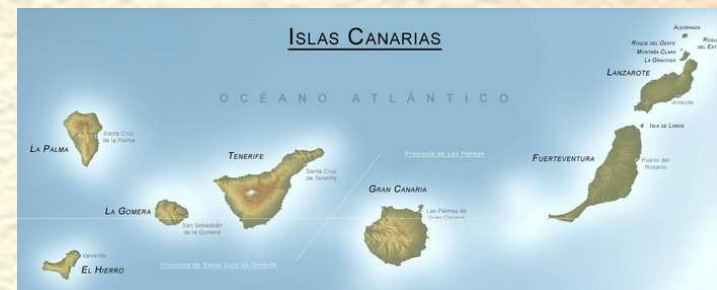 ISLAS CANARIAS
OCÉANO ATLÁNTICO
ALEGRANZA
ROQUE DEL OESTE
ROQUE
DEL EST
MONTAÑA CLARA
LA GRACIOSA
LANZAROTE
Arrecife
ISLA DE LOBOS
FUERTEVENTURA
Puerto del
Rosario
LA PALMA
Santa Cruz
de la Palma
TENERIFE
Santa Cruz
de Tenerife
Provincia de Las Palmas
GRAN CANARIA
Las Palmas de
Gran Canaria
LA GOMERA
San Sebastián
de la Gomera
Valverde
EL HIERRO
Provincia de Santa Cruz de Tenerife